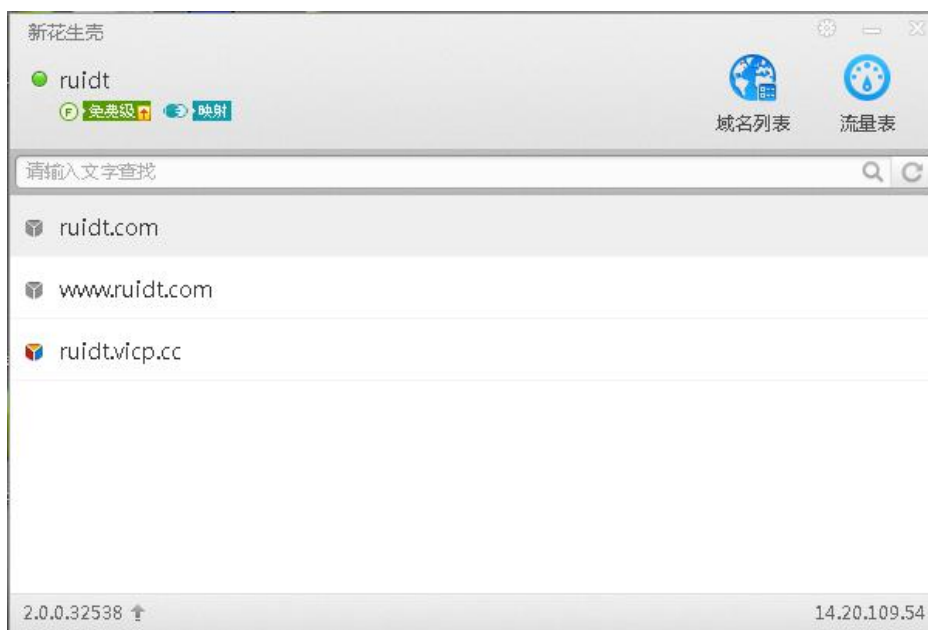 新花生壳
ruidt
F 免费级 映射
域名列表 流量表
请输入文字查找
ruidt.com
www.ruidt.com
ruidt.vicp.cc
2.0.0.32538 14.20.109.54